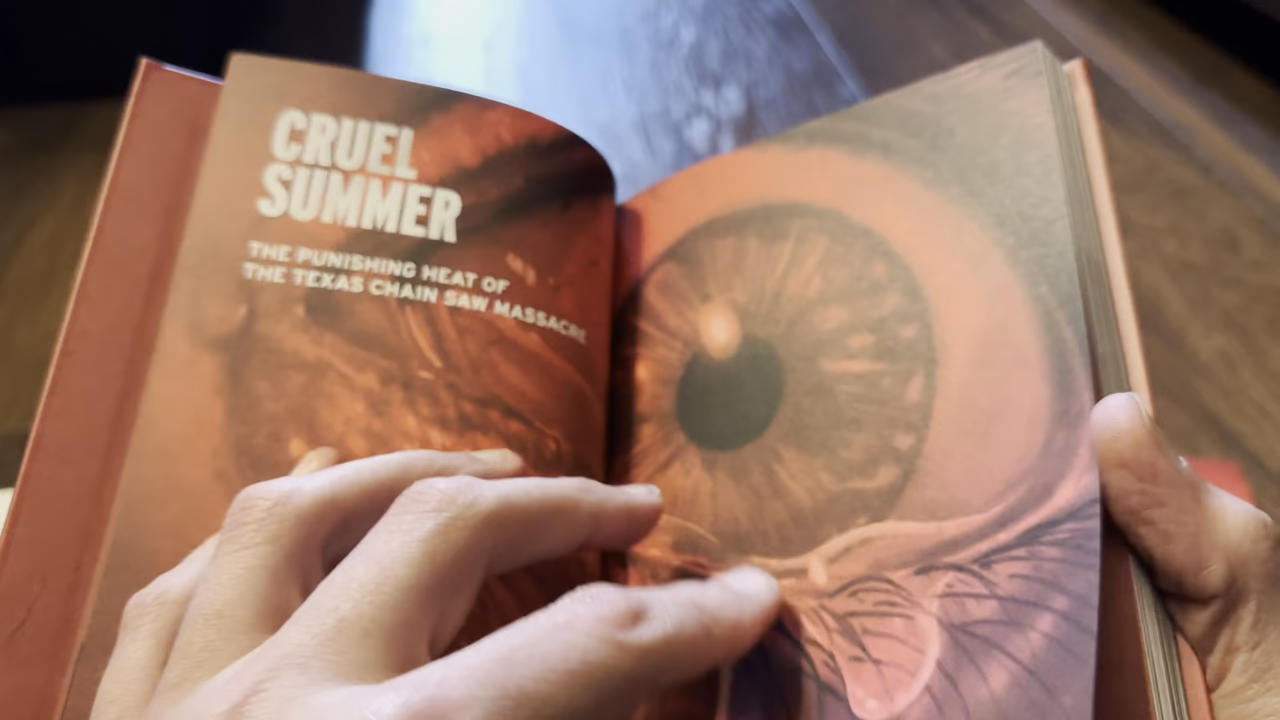 CRUEL
SUMMER
THE PUNISHING HEAT OF
THE TEXAS CHAIN SAW MASSACRE